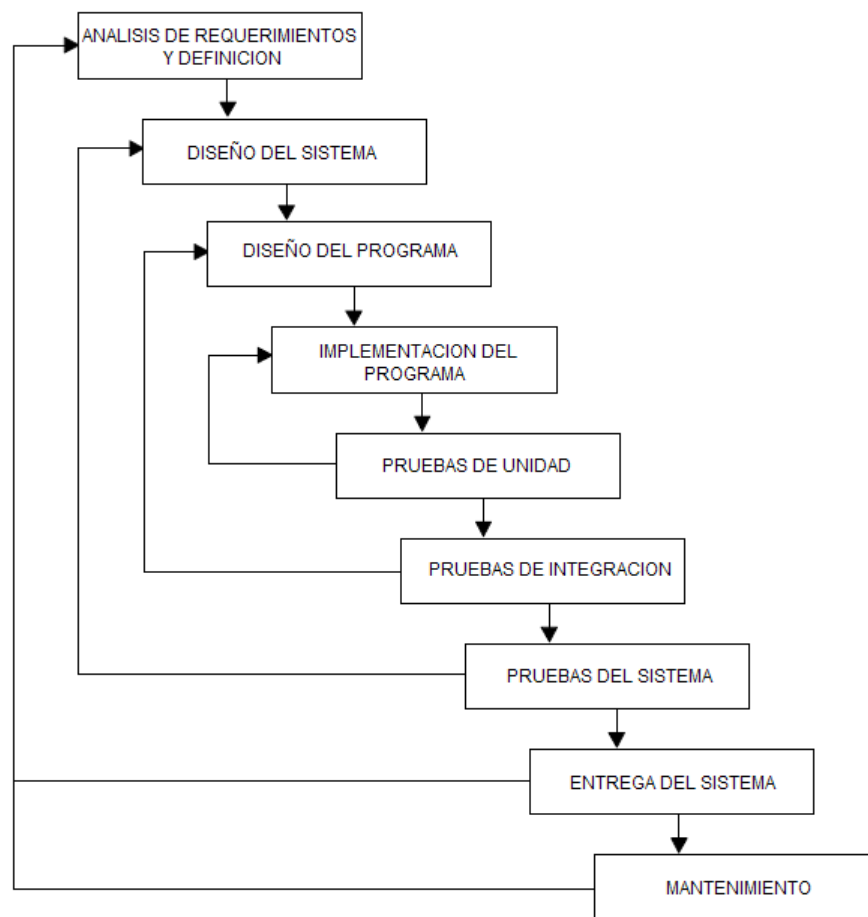 ANALISIS DE REQUERIMIENTOS
Y DEFINICION
DISEÑO DEL SISTEMA
DISEÑO DEL PROGRAMA
IMPLEMENTACION DEL
PROGRAMA
PRUEBAS DE UNIDAD
PRUEBAS DE INTEGRACION
PRUEBAS DEL SISTEMA
ENTREGA DEL SISTEMA
MANTENIMIENTO